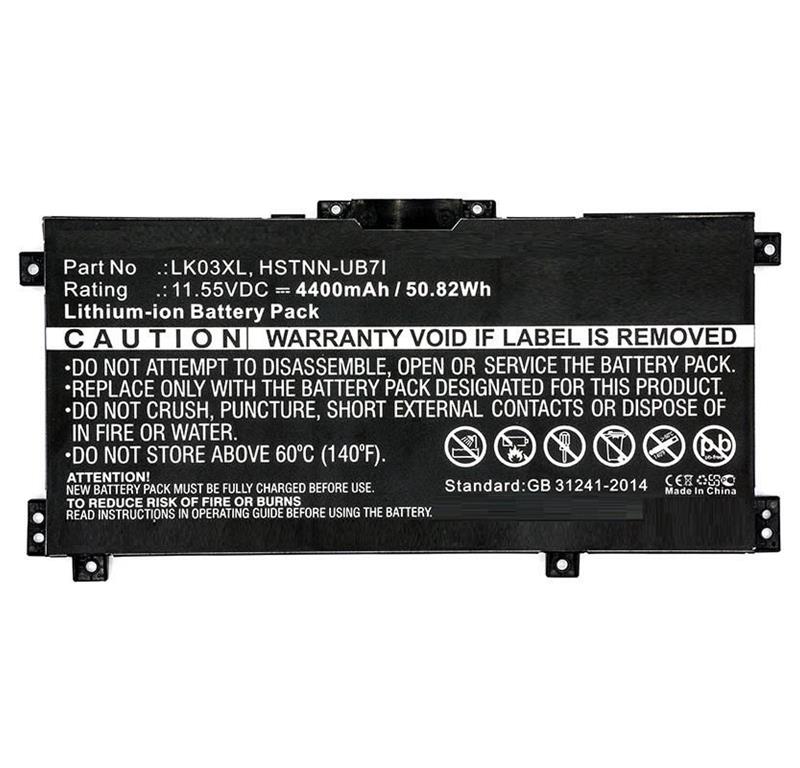 Part No .: LK03XL, HSTNN-UB7I
Rating .: 11.55VDC ⎓ 4400mAh / 50.82Wh
Lithium-ion Battery Pack
CAUTION WARRANTY VOID IF LABEL IS REMOVED
•DO NOT ATTEMPT TO DISASSEMBLE, OPEN OR SERVICE THE BATTERY PACK.
•REPLACE ONLY WITH THE BATTERY PACK DESIGNATED FOR THIS PRODUCT.
•DO NOT CRUSH, PUNCTURE, SHORT EXTERNAL CONTACTS OR DISPOSE OF
IN FIRE OR WATER.
•DO NOT STORE ABOVE 60ºC (140ºF).
ATTENTION!
NEW BATTERY PACK MUST BE FULLY CHARGED BEFORE USE.
TO REDUCE RISK OF FIRE OR BURNS
READ INSTRUCTIONS IN OPERATING GUIDE BEFORE USING BATTERY.
pb
Standard:GB 31241-2014
CE
Made In China